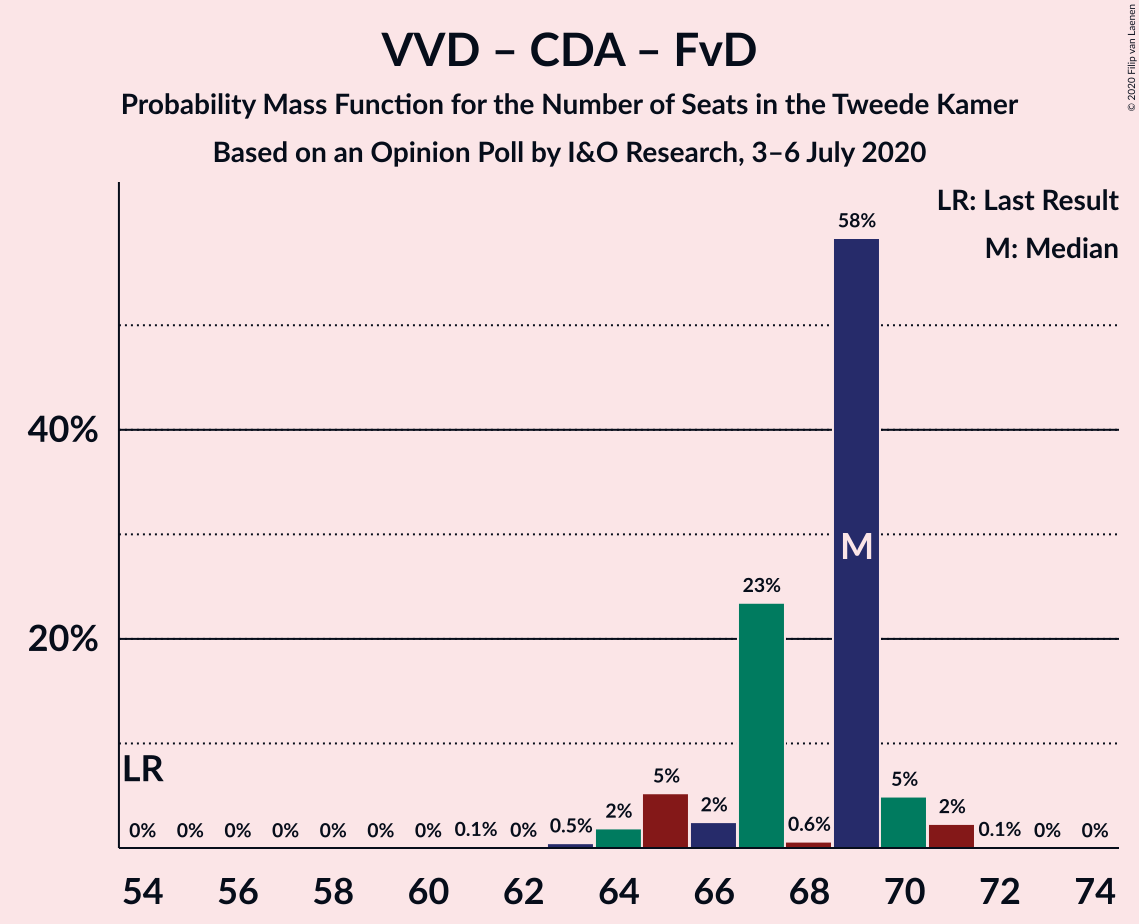 VVD – CDA – FvD
Probability Mass Function for the Number of Seats in the Tweede Kamer
Based on an Opinion Poll by I&O Research, 3–6 July 2020
© 2020 Filip van Laenen
LR: Last Result
M: Median
40%
20%
LR
M
0% 0% 0% 0% 0% 0% 0% 0.1% 0% 0.5% 2% 5% 2% 23% 0.6% 58% 5% 2% 0.1% 0% 0%
54 56 58 60 62 64 66 68 70 72 74